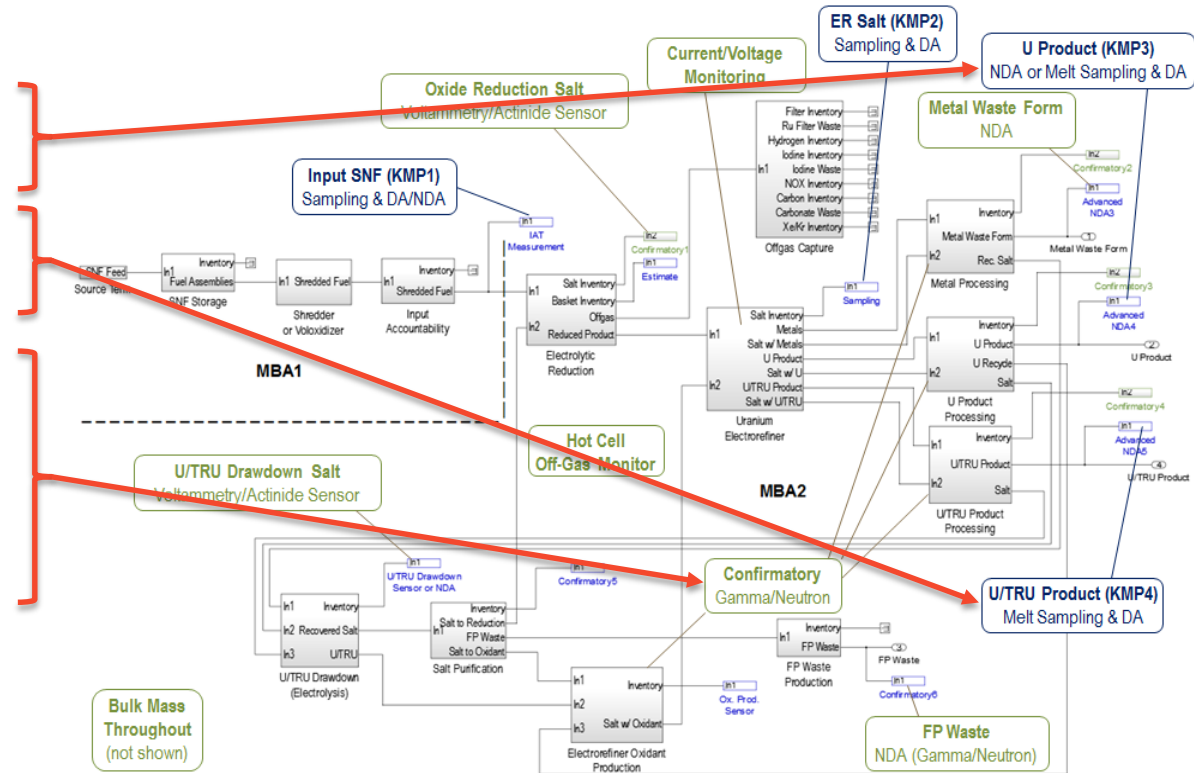 ER Salt (KMP2)
Sampling & DA
U Product (KMP3)
NDA or Melt Sampling & DA
Current/Voltage
Monitoring
Oxide Reduction Salt
Voltammetry/Actinide Sensor
Metal Waste Form
NDA
Input SNF (KMP1)
Sampling & DA/NDA
Filter Inventory
Ru Filter Waste
Hydrogen Inventory
Iodine Inventory
In1
Iodine Waste
NOX Inventory
Carbon Inventory
Carbonate Waste
Xe/Kr Inventory
Offgas Capture
In2
Confirmatory2
In1
Advanced
NDA3
Inventory
In1
Metal Waste Form
1
Metal Waste Form
In2
Rec. Salt
Metal Processing
In1
IAT
Measurement
In2
Confirmatory1
In1
Estimate
SNF Feed
Source Term
Inventory
In1
Fuel Assemblies
SNF Storage
In1
Shredded Fuel
Shredder
or Voloxidizer
Inventory
In1
Shredded Fuel
Input
Accountability
MBA1
Salt Inventory
In1
Basket Inventory
Offgas
In2
Reduced Product
Electrolytic
Reduction
In1
Sampling
Salt Inventory
Metals
In1
Salt w/ Metals
U Product
Salt w/ U
In2
U/TRU Product
Salt w/ U/TRU
Uranium
Electrorefiner
In2
Confirmatory3
In1
Advanced
NDA4
Inventory
In1
U Product
2
U Product
U Recycle
In2
Salt
U Product
Processing
In2
Confirmatory4
In1
Advanced
NDA5
Inventory
In1
U/TRU Product
4
U/TRU Product
In2
Salt
U/TRU Product
Processing
Hot Cell
Off-Gas Monitor
MBA2
U/TRU Drawdown Salt
Voltammetry/Actinide Sensor
In1
U/TRU Drawdown
Sensor or NDA
In1
Confirmatory5
Confirmatory
Gamma/Neutron
U/TRU Product (KMP4)
Melt Sampling & DA
In1
Inventory
In2
Recovered Salt
In3
U/TRU
U/TRU Drawdown
(Electrolysis)
Inventory
Salt to Reduction
In1
FP Waste
Salt to Oxidant
Salt Purification
Inventory
In1
FP Waste
3
FP Waste
FP Waste
Production
In1
Confirmatory6
In1
Inventory
In2
In3
Salt w/ Oxidant
Electrorefiner Oxidant
Production
In1
Ox. Prod.
Sensor
Bulk Mass
Throughout
(not shown)
FP Waste
NDA (Gamma/Neutron)